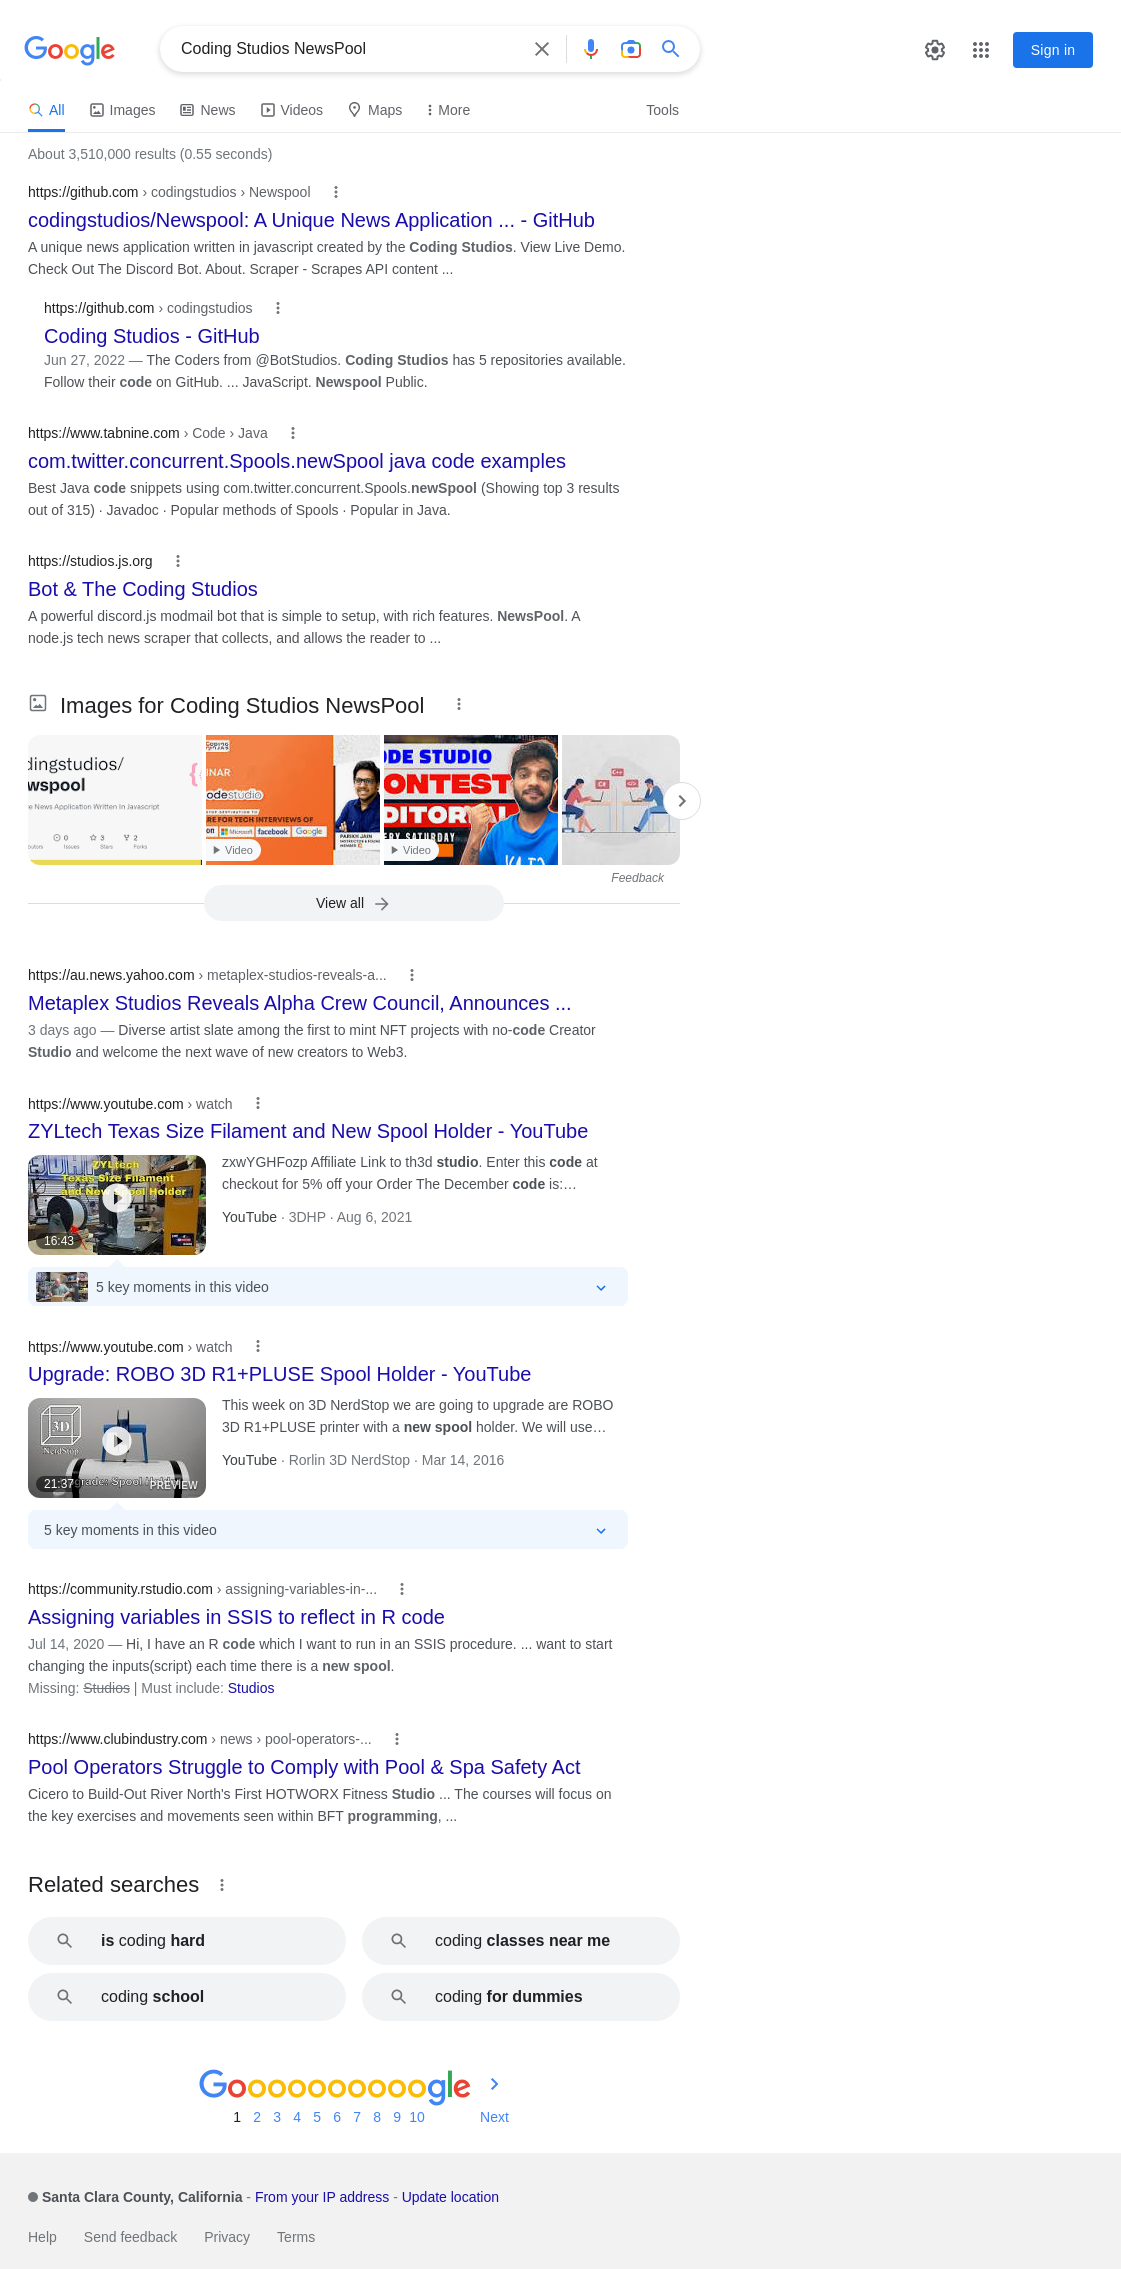 Google
Coding Studios NewsPool
Sign in
All
Images
News
Videos
Maps
More
Tools
About 3,510,000 results (0.55 seconds)
https://github.com › codingstudios › Newspool
codingstudios/Newspool: A Unique News Application ... - GitHub
A unique news application written in javascript created by the Coding Studios. View Live Demo.
Check Out The Discord Bot. About. Scraper - Scrapes API content ...
https://github.com › codingstudios
Coding Studios - GitHub
Jun 27, 2022 — The Coders from @BotStudios. Coding Studios has 5 repositories available.
Follow their code on GitHub. ... JavaScript. Newspool Public.
https://www.tabnine.com › Code › Java
com.twitter.concurrent.Spools.newSpool java code examples
Best Java code snippets using com.twitter.concurrent.Spools.newSpool (Showing top 3 results
out of 315) · Javadoc · Popular methods of Spools · Popular in Java.
https://studios.js.org
Bot & The Coding Studios
A powerful discord.js modmail bot that is simple to setup, with rich features. NewsPool. A
node.js tech news scraper that collects, and allows the reader to ...
Images for Coding Studios NewsPool
dingstudios/
wspool
e News Application Written In Javascript
0 3 2
utors Issues Stars Forks
Coding
INAR
odestudio
TOP DESTINATION TO
RE FOR TECH INTERVIEWS OF
on Microsoft facebook Google
PARIKH JAIN
Video
ODE STUDIO
ONTEST
DITORIAL
RY SATURDAY
Video
C++
C#
</>
Feedback
View all
https://au.news.yahoo.com › metaplex-studios-reveals-a...
Metaplex Studios Reveals Alpha Crew Council, Announces ...
3 days ago — Diverse artist slate among the first to mint NFT projects with no-code Creator
Studio and welcome the next wave of new creators to Web3.
https://www.youtube.com › watch
ZYLtech Texas Size Filament and New Spool Holder - YouTube
ZYLtech
Texas Size Filament
and New Spool Holder
16:43
zxwYGHFozp Affiliate Link to th3d studio. Enter this code at
checkout for 5% off your Order The December code is:…
YouTube · 3DHP · Aug 6, 2021
5 key moments in this video
https://www.youtube.com › watch
Upgrade: ROBO 3D R1+PLUSE Spool Holder - YouTube
3D
NerdStop
21:37
grade: Spool Holder
PREVIEW
This week on 3D NerdStop we are going to upgrade are ROBO
3D R1+PLUSE printer with a new spool holder. We will use…
YouTube · Rorlin 3D NerdStop · Mar 14, 2016
5 key moments in this video
https://community.rstudio.com › assigning-variables-in-...
Assigning variables in SSIS to reflect in R code
Jul 14, 2020 — Hi, I have an R code which I want to run in an SSIS procedure. ... want to start
changing the inputs(script) each time there is a new spool.
Missing: Studios | Must include: Studios
https://www.clubindustry.com › news › pool-operators-...
Pool Operators Struggle to Comply with Pool & Spa Safety Act
Cicero to Build-Out River North's First HOTWORX Fitness Studio ... The courses will focus on
the key exercises and movements seen within BFT programming, ...
Related searches
is coding hard
coding classes near me
coding school
coding for dummies
Goooooooooogle
1 2 3 4 5 6 7 8 9 10 Next
Santa Clara County, California - From your IP address - Update location
Help Send feedback Privacy Terms